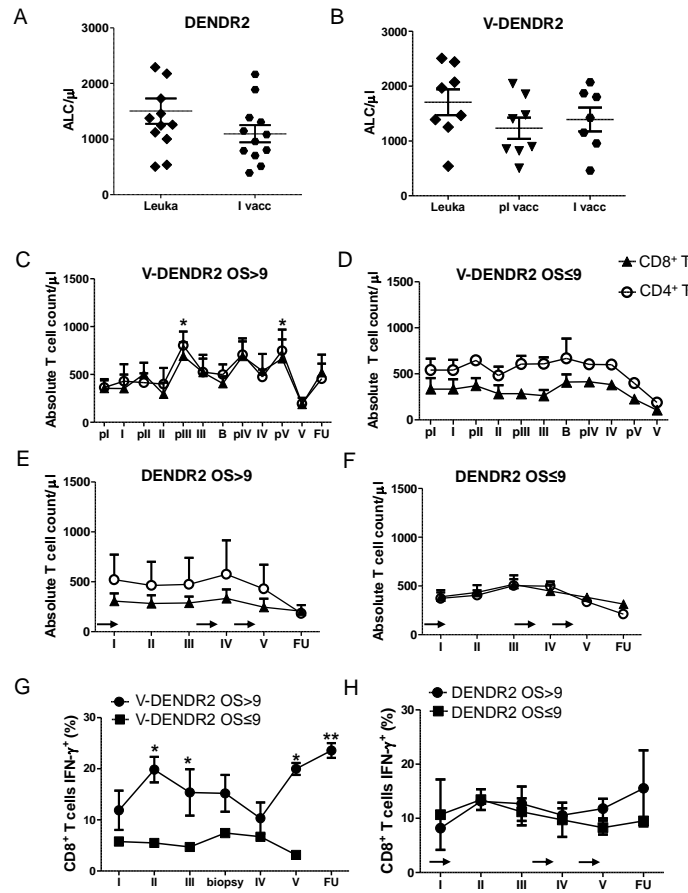 A
DENDR2
ALC/µl
3000
2000
1000
0
Leuka
I vacc
B
V-DENDR2
ALC/µl
3000
2000
1000
0
Leuka
pI vacc
I vacc
C
V-DENDR2 OS>9
Absolute T cell count/µl
1500
1000
500
0
* *
pI I pII II pIII III B pIV IV pV V FU
D
V-DENDR2 OS≤9
CD8+ T
CD4+ T
Absolute T cell count/µl
1500
1000
500
0
pI I pII II pIII III B pIV IV pV V
E
DENDR2 OS>9
Absolute T cell count/µl
1500
1000
500
0
I II III IV V FU
F
DENDR2 OS≤9
Absolute T cell count/µl
1500
1000
500
0
I II III IV V FU
G
V-DENDR2 OS>9
V-DENDR2 OS≤9
CD8+ T cells IFN-γ+ (%)
30
20
10
0
* * * **
I II III biopsy IV V FU
H
DENDR2 OS>9
DENDR2 OS≤9
CD8+ T cells IFN-γ+ (%)
30
20
10
0
I II III IV V FU